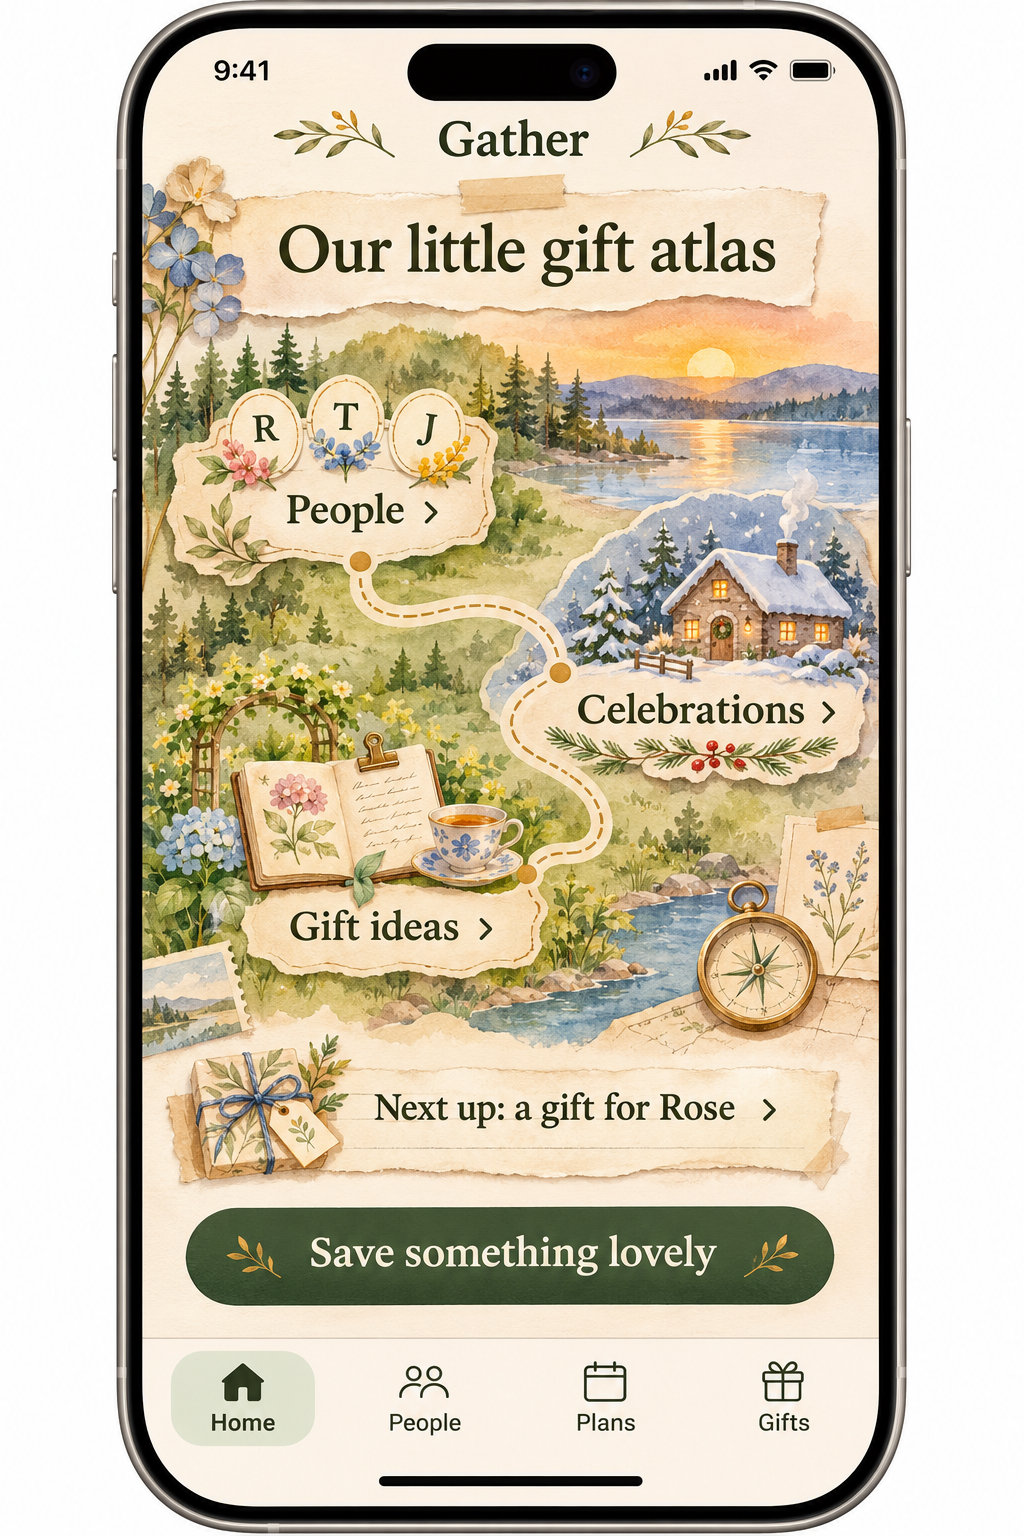 9:41
Gather
Our little gift atlas
R T J
People
Celebrations
Gift ideas
Next up: a gift for Rose
Save something lovely
Home
People
Plans
Gifts